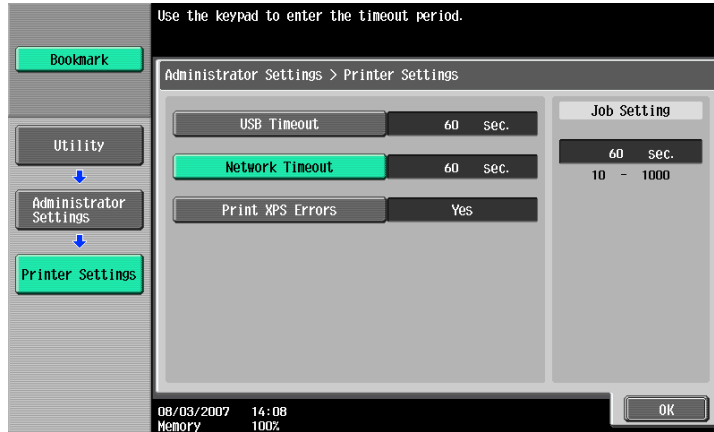 Use the keypad to enter the timeout period.
Bookmark
Utility
Administrator
Settings
Printer Settings
Administrator Settings > Printer Settings
USB Timeout 60 sec.
Network Timeout 60 sec.
Print XPS Errors Yes
Job Setting
60 sec.
10 - 1000
08/03/2007 14:08
Memory 100%
OK